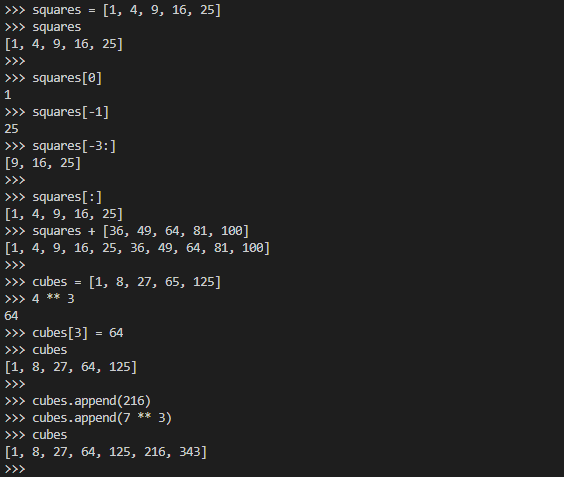 >>> squares = [1, 4, 9, 16, 25]
>>> squares
[1, 4, 9, 16, 25]
>>>
>>> squares[0]
1
>>> squares[-1]
25
>>> squares[-3:]
[9, 16, 25]
>>>
>>> squares[:]
[1, 4, 9, 16, 25]
>>> squares + [36, 49, 64, 81, 100]
[1, 4, 9, 16, 25, 36, 49, 64, 81, 100]
>>>
>>> cubes = [1, 8, 27, 65, 125]
>>> 4 ** 3
64
>>> cubes[3] = 64
>>> cubes
[1, 8, 27, 64, 125]
>>>
>>> cubes.append(216)
>>> cubes.append(7 ** 3)
>>> cubes
[1, 8, 27, 64, 125, 216, 343]
>>>